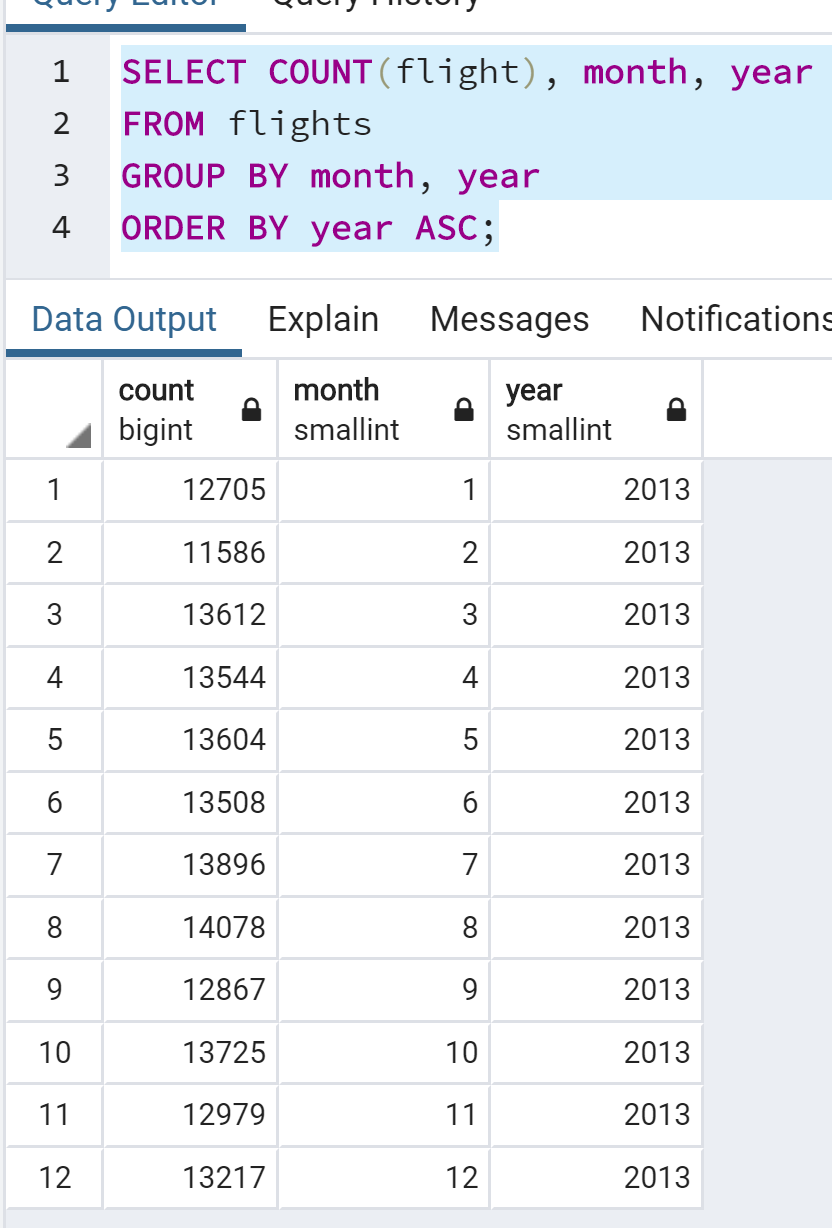 Query Editor Query History
1 SELECT COUNT(flight), month, year
2 FROM flights
3 GROUP BY month, year
4 ORDER BY year ASC;
Data Output Explain Messages Notifications
count month year
bigint smallint smallint
1 12705 1 2013
2 11586 2 2013
3 13612 3 2013
4 13544 4 2013
5 13604 5 2013
6 13508 6 2013
7 13896 7 2013
8 14078 8 2013
9 12867 9 2013
10 13725 10 2013
11 12979 11 2013
12 13217 12 2013